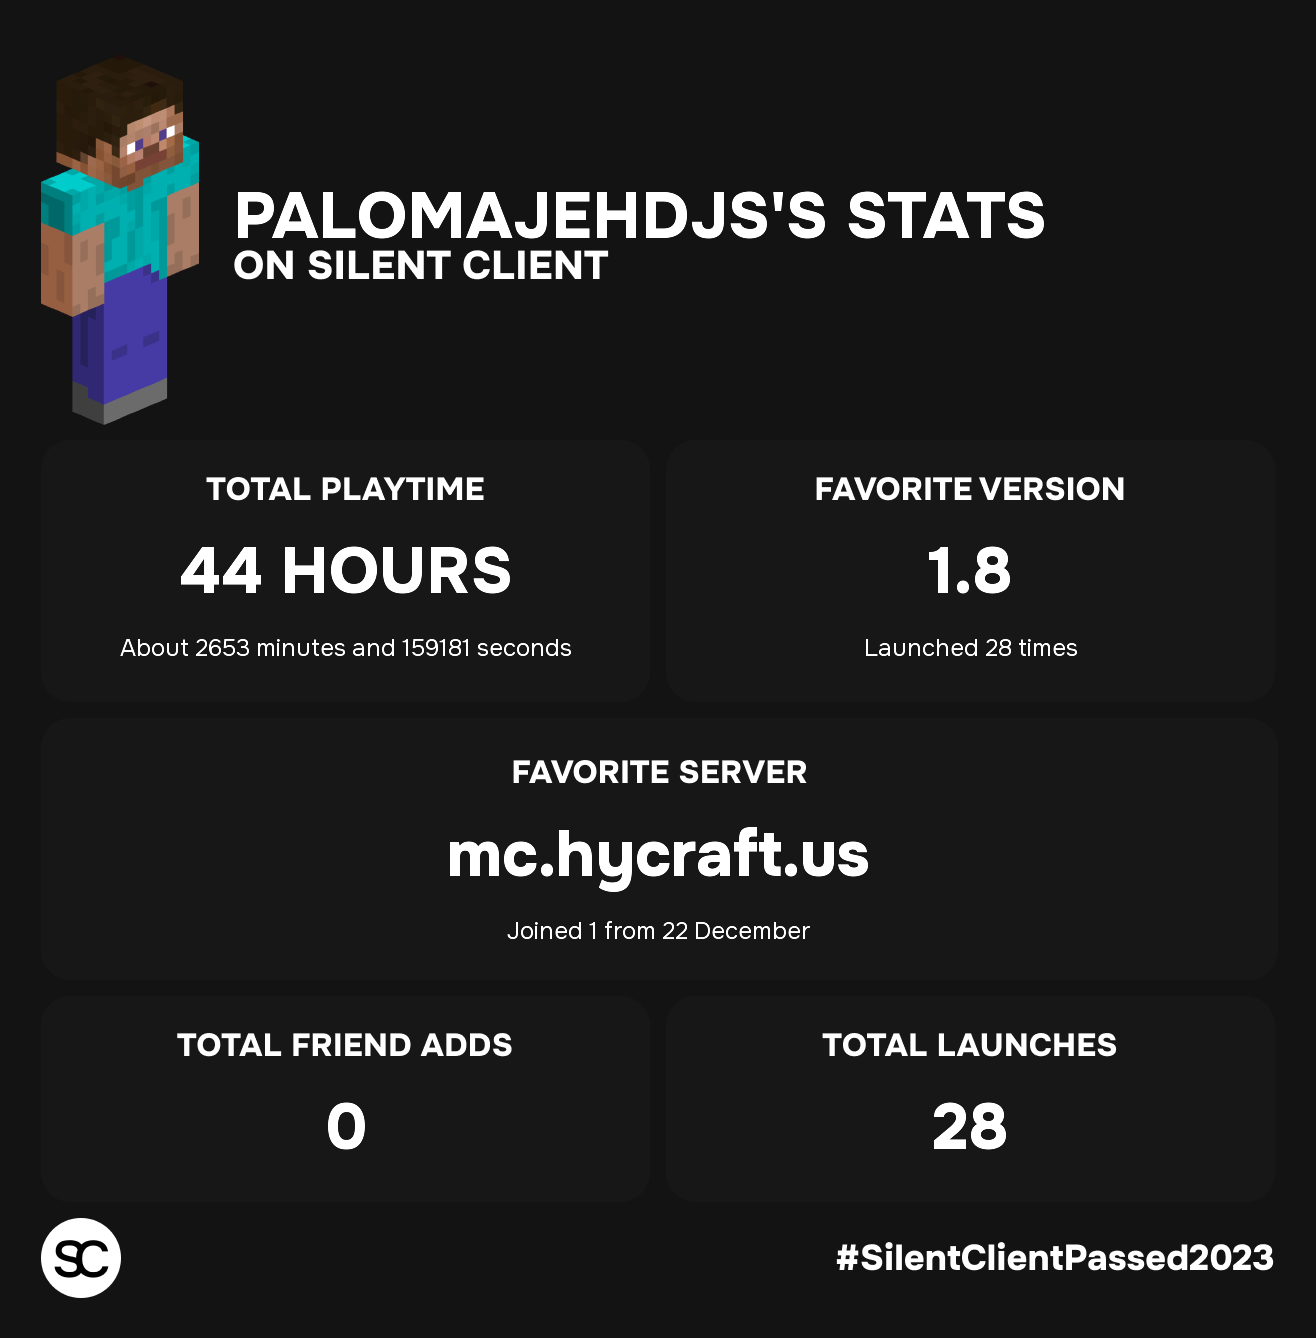 PALOMAJEHDJS'S STATS
ON SILENT CLIENT
TOTAL PLAYTIME
44 HOURS
About 2653 minutes and 159181 seconds
FAVORITE VERSION
1.8
Launched 28 times
FAVORITE SERVER
mc.hycraft.us
Joined 1 from 22 December
TOTAL FRIEND ADDS
0
TOTAL LAUNCHES
28
SC
#SilentClientPassed2023